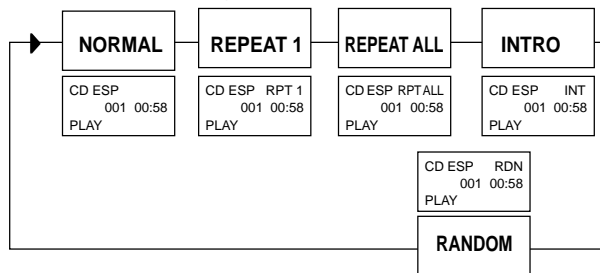 NORMAL
REPEAT 1
REPEAT ALL
INTRO
CD ESP
001 00:58
PLAY
CD ESP RPT 1
001 00:58
PLAY
CD ESP RPT ALL
001 00:58
PLAY
CD ESP INT
001 00:58
PLAY
CD ESP RDN
001 00:58
PLAY
RANDOM